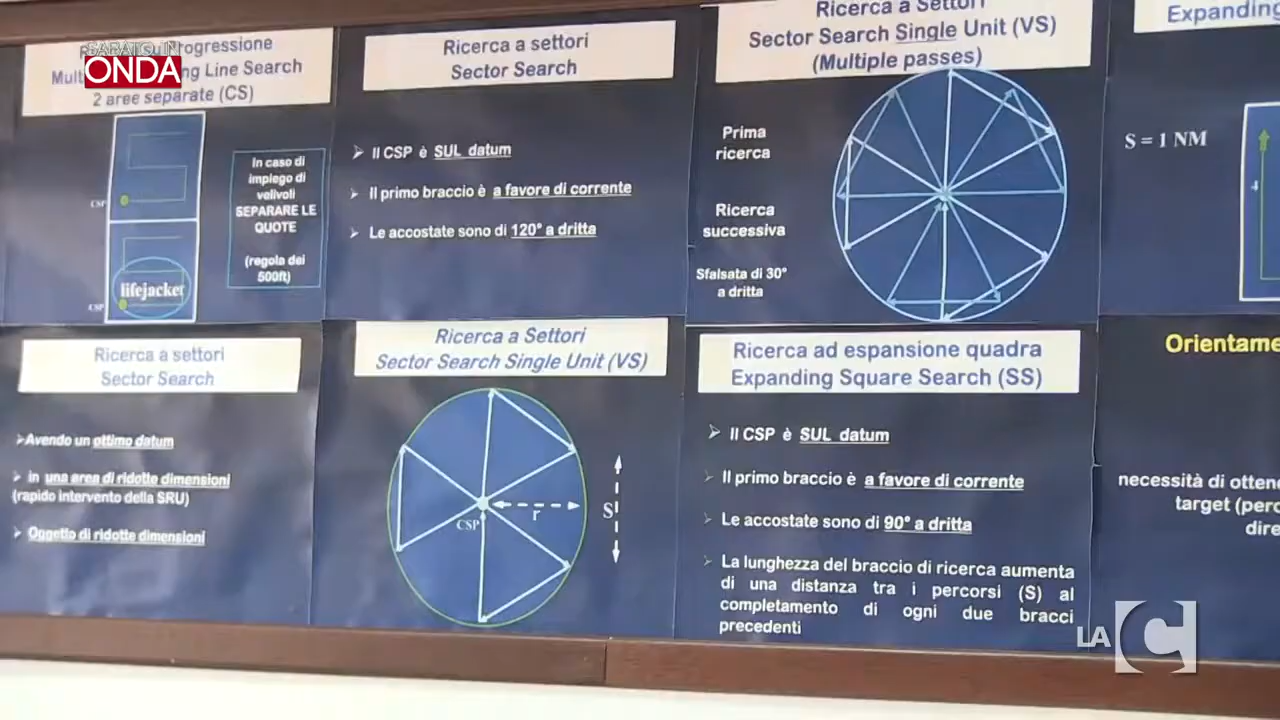 SABATO IN
ONDA
rogressione
Line Search
2 aree separate (CS)
CSP
CSP
lifejacket
In caso di
impiego di
velivoli
SEPARARE LE
QUOTE
(regola dei
500ft)
Ricerca a settori
Sector Search
➢ Il CSP è SUL datum
➢ Il primo braccio è a favore di corrente
➢ Le accostate sono di 120° a dritta
Ricerca a Settori
Sector Search Single Unit (VS)
(Multiple passes)
Prima
ricerca
Ricerca
successiva
Sfalsata di 30°
a dritta
Expanding
S = 1 NM
4
Ricerca a settori
Sector Search
➢Avendo un ottimo datum
➢ in una area di ridotte dimensioni
(rapido intervento della SRU)
➢ Oggetto di ridotte dimensioni
Ricerca a Settori
Sector Search Single Unit (VS)
CSP
r
S
Ricerca ad espansione quadra
Expanding Square Search (SS)
➢ Il CSP è SUL datum
➢ Il primo braccio è a favore di corrente
➢ Le accostate sono di 90° a dritta
➢ La lunghezza del braccio di ricerca aumenta
di una distanza tra i percorsi (S) al
completamento di ogni due bracci
precedenti
Orientame
necessità di ottene
target (perc
dire
LA C